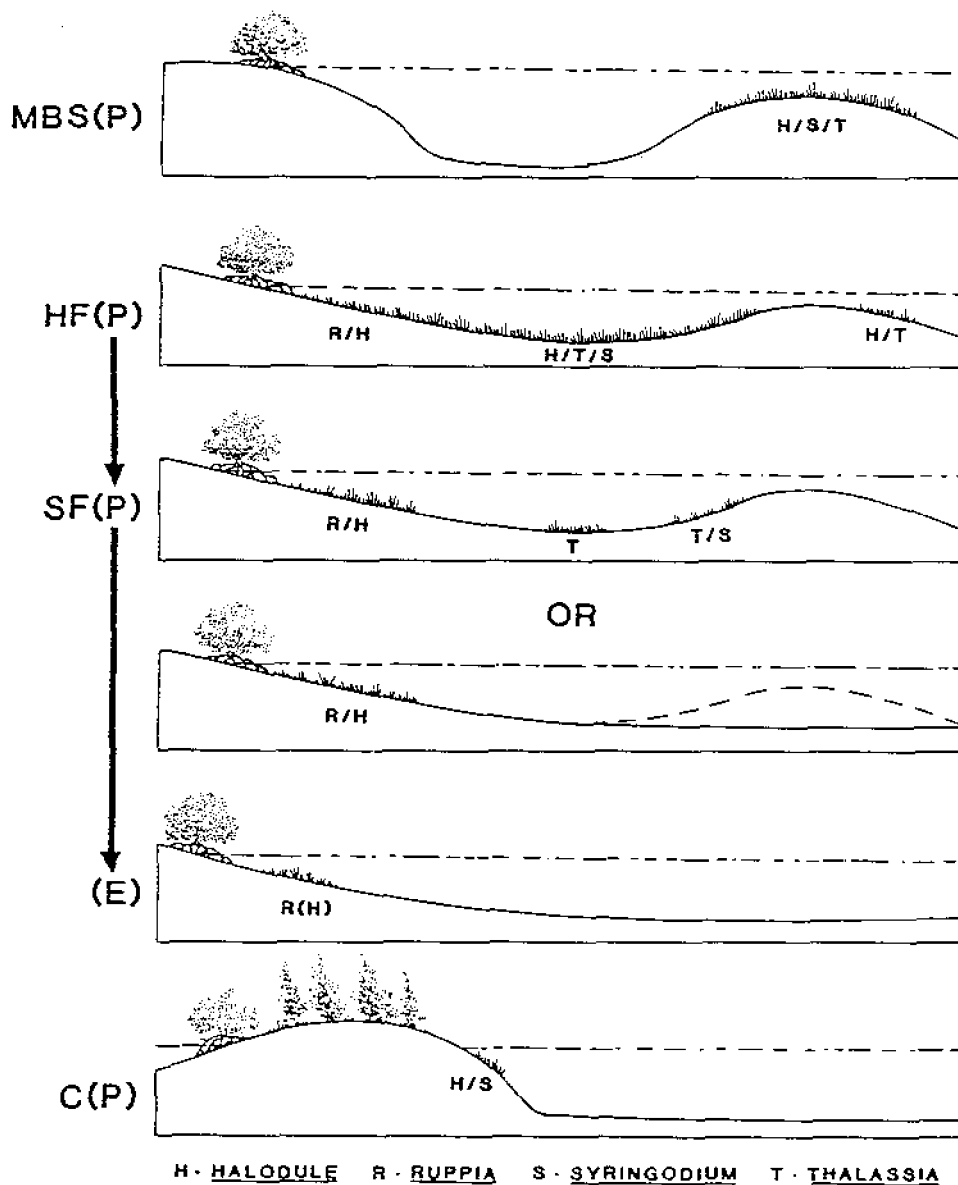 MBS(P)
H/S/T
HF(P)
R/H
H/T/S
H/T
SF(P)
R/H
T
T/S
OR
R/H
(E)
R(H)
C(P)
H/S
H - HALODULE R - RUPPIA S - SYRINGODIUM T - THALASSIA